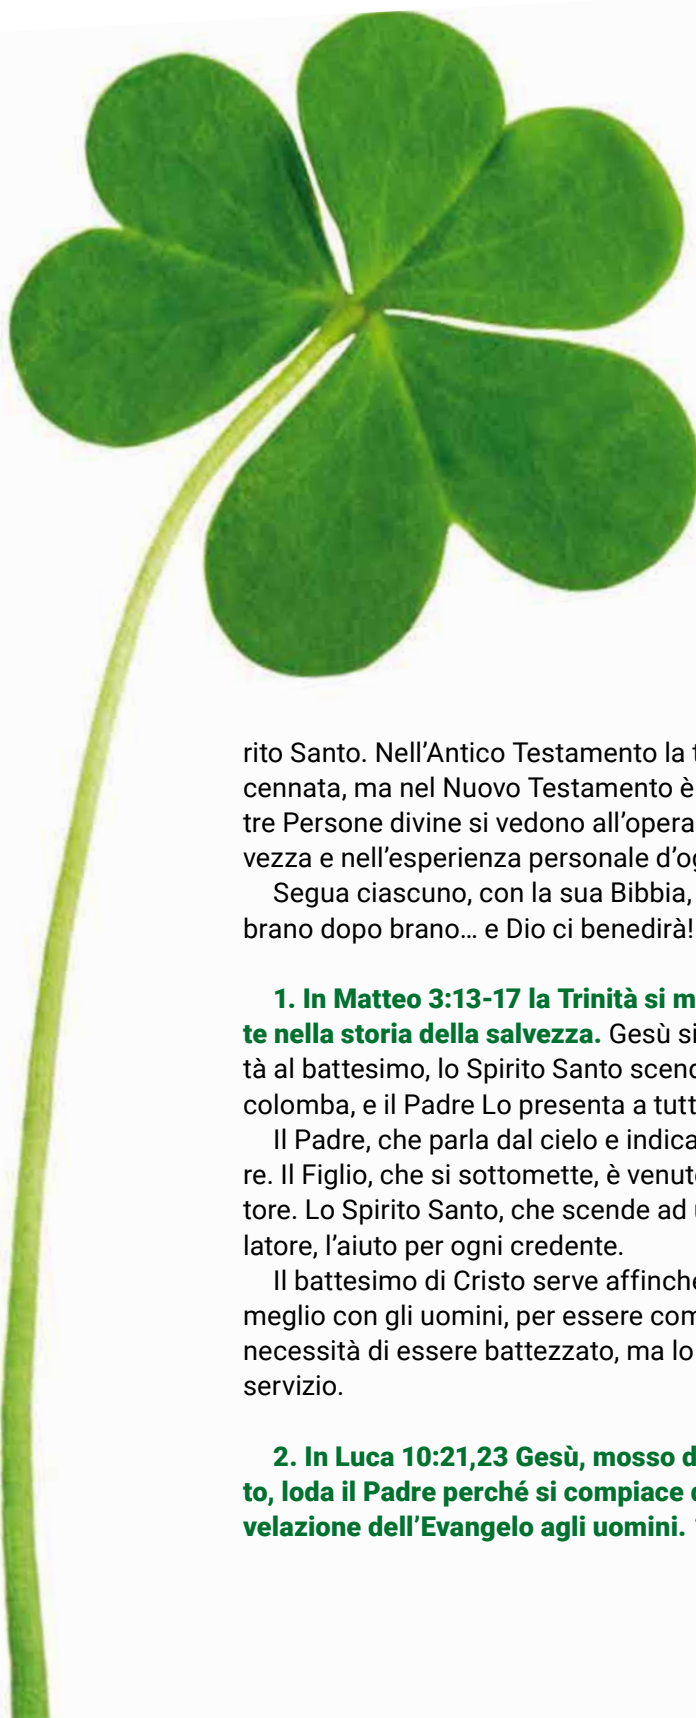 rito Santo. Nell’Antico Testamento la
cennata, ma nel Nuovo Testamento è
tre Persone divine si vedono all’opera
vezza e nell’esperienza personale
Segua ciascuno, con la sua Bibbia,
brano dopo brano… e Dio ci benedirà!
1. In Matteo 3:13-17 la Trinità si
te nella storia della salvezza. Gesù si
tà al battesimo, lo Spirito Santo
colomba, e il Padre Lo presenta a
Il Padre, che parla dal cielo e indica
re. Il Figlio, che si sottomette, è
tore. Lo Spirito Santo, che scende ad
latore, l’aiuto per ogni credente.
Il battesimo di Cristo serve
meglio con gli uomini, per essere
necessità di essere battezzato, ma lo
servizio.
2. In Luca 10:21,23 Gesù, mosso
to, loda il Padre perché si compiace
velazione dell’Evangelo agli uomini.